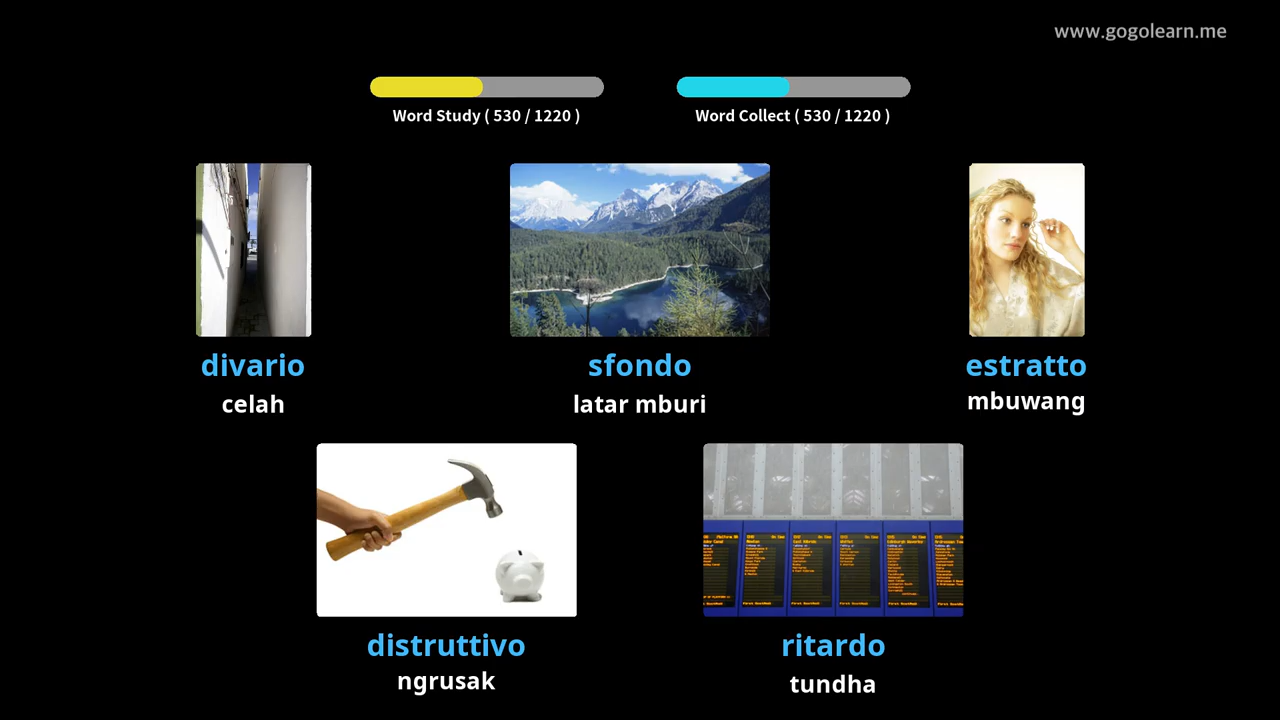 www.gogolearn.me
Word Study ( 530 / 1220 )
Word Collect ( 530 / 1220 )
divario
celah
sfondo
latar mburi
estratto
mbuwang
distruttivo
ngrusak
ritardo
tundha